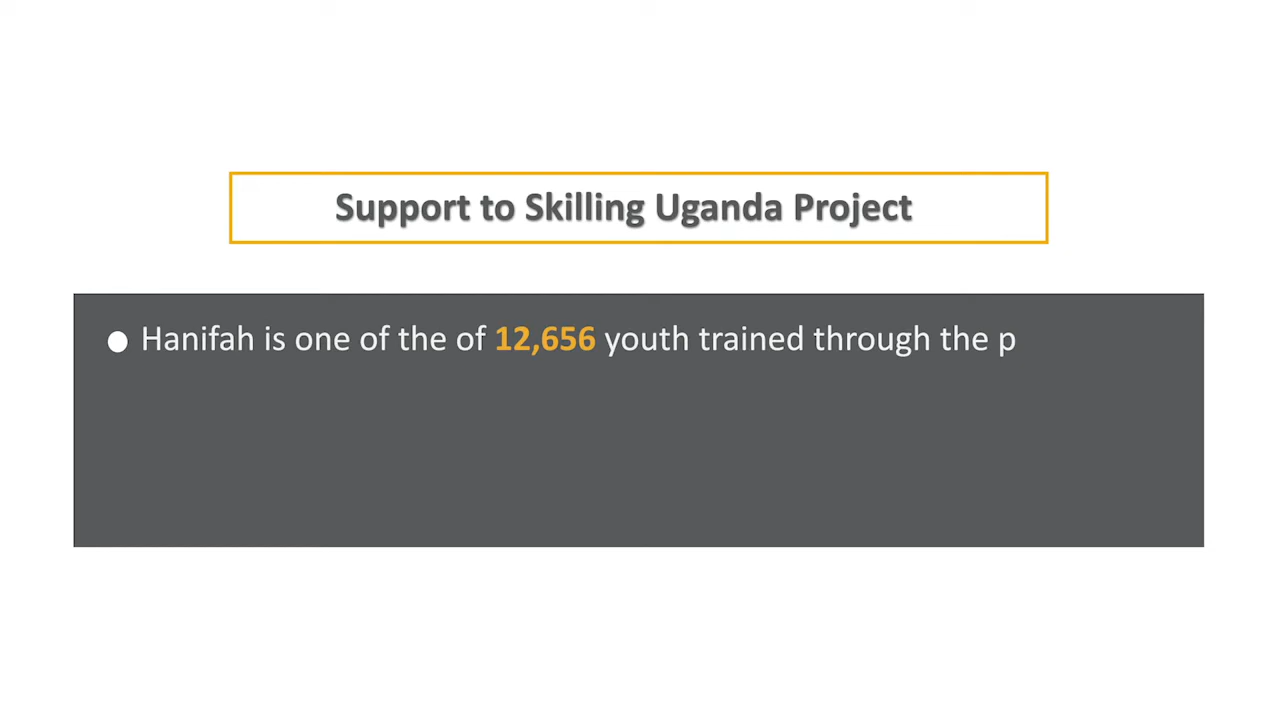 Support to Skilling Uganda Project
● Hanifah is one of the of 12,656 youth trained through the p